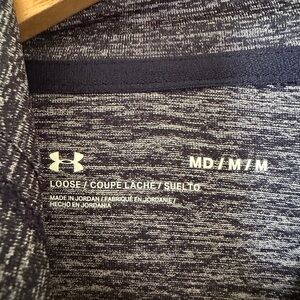 MD / M / M
LOOSE / COUPE LACHE / SUELTO
MADE IN JORDAN / FABRIQUÉ EN JORDANIE /
HECHO EN JORDANIA